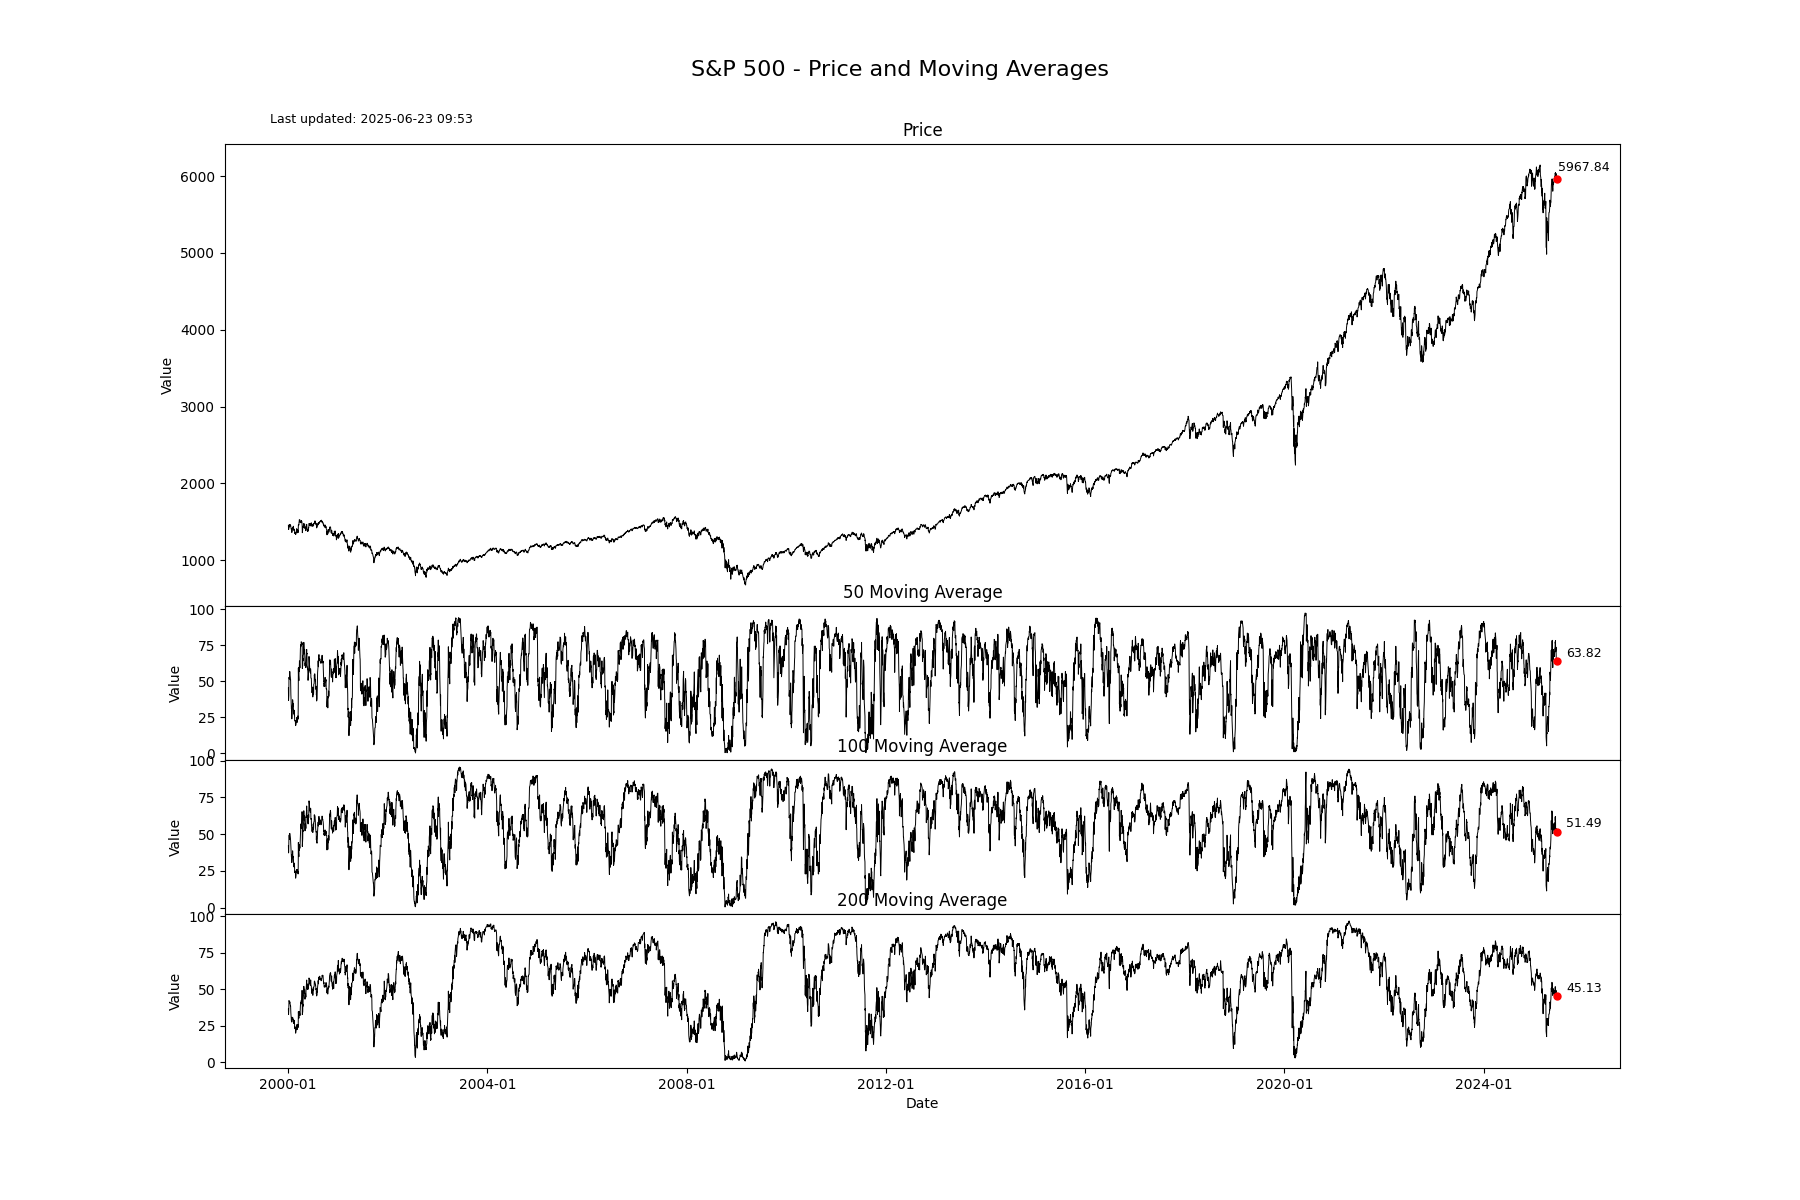 S&P 500 - Price and Moving Averages
Last updated: 2025-06-23 09:53
Price
5967.84
6000
5000
4000
3000
2000
1000
Value
50 Moving Average
100
75
50
25
0
Value
63.82
100 Moving Average
100
75
50
25
0
Value
51.49
200 Moving Average
100
75
50
25
0
Value
45.13
2000-01 2004-01 2008-01 2012-01 2016-01 2020-01 2024-01
Date